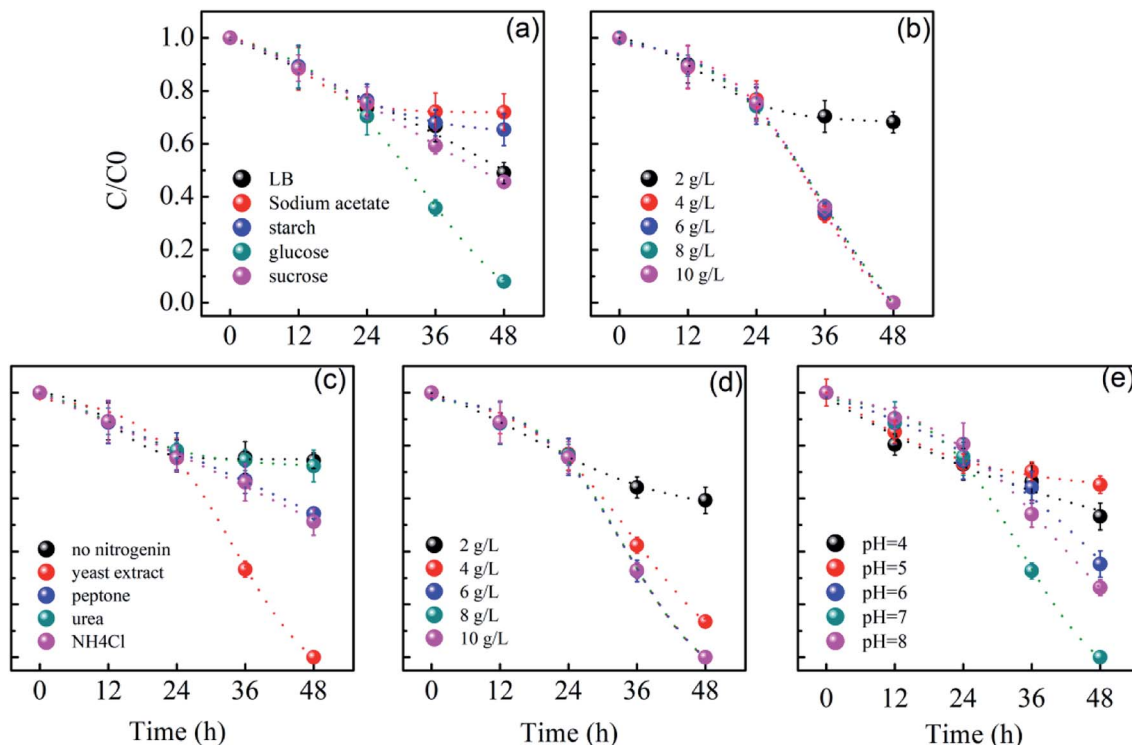 (a)
C/C0
1.0
0.8
0.6
0.4
0.2
0.0
LB
Sodium acetate
starch
glucose
sucrose
0 12 24 36 48
(b)
2 g/L
4 g/L
6 g/L
8 g/L
10 g/L
0 12 24 36 48
(c)
no nitrogenin
yeast extract
peptone
urea
NH4Cl
0 12 24 36 48
Time (h)
(d)
2 g/L
4 g/L
6 g/L
8 g/L
10 g/L
0 12 24 36 48
Time (h)
(e)
pH=4
pH=5
pH=6
pH=7
pH=8
0 12 24 36 48
Time (h)